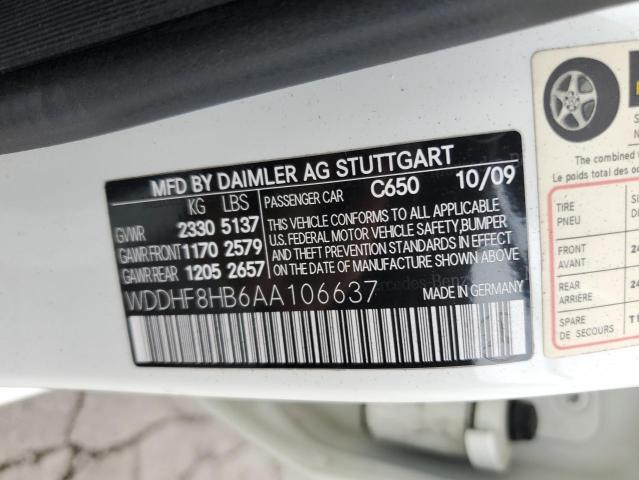 MFD BY DAIMLER AG STUTTGART
KG LBS
PASSENGER CAR C650 10/09
GVWR 2330 5137
GAWR FRONT 1170 2579
GAWR REAR 1205 2657
THIS VEHICLE CONFORMS TO ALL APPLICABLE
U.S. FEDERAL MOTOR VEHICLE SAFETY, BUMPER
AND THEFT PREVENTION STANDARDS IN EFFECT
ON THE DATE OF MANUFACTURE SHOWN ABOVE
WDDHF8HB6AA106637
MADE IN GERMANY
The combined
Le poids total des
TIRE
PNEU
FRONT
AVANT
REAR
ARRIÈRE
SPARE
DE SECOURS